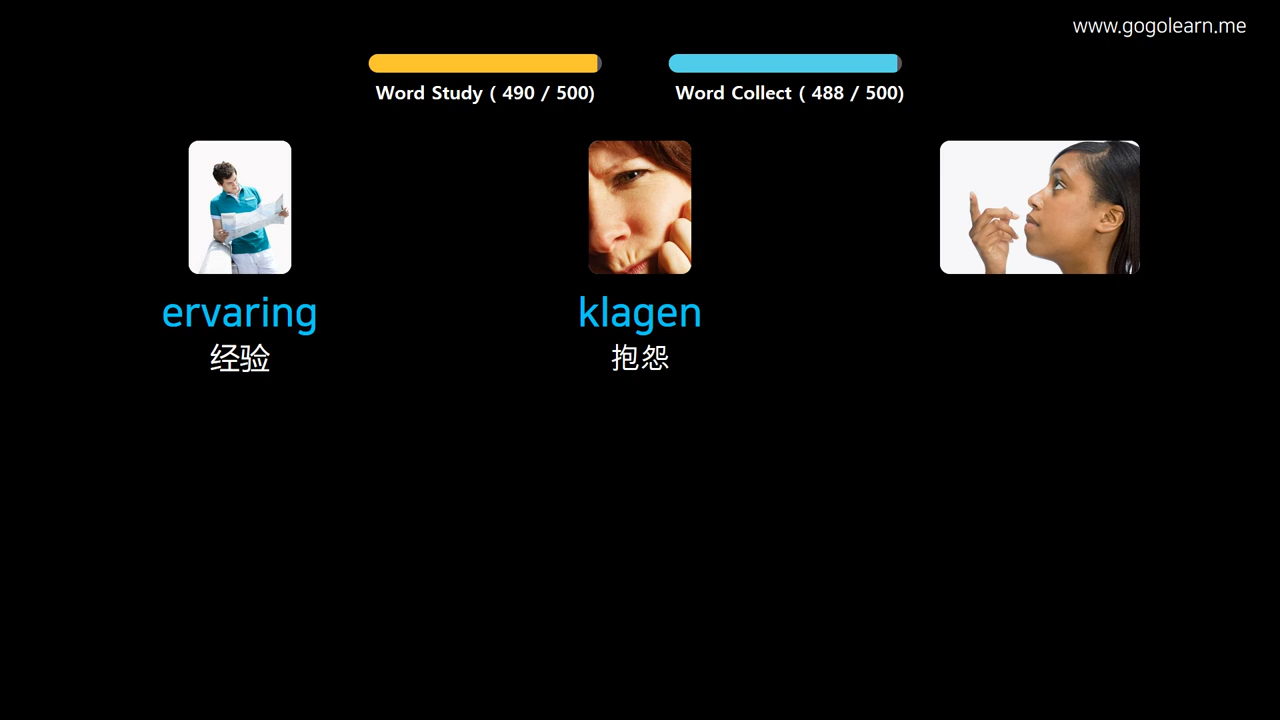 www.gogolearn.me
Word Study ( 490 / 500)
Word Collect ( 488 / 500)
ervaring
klagen
经验
抱怨